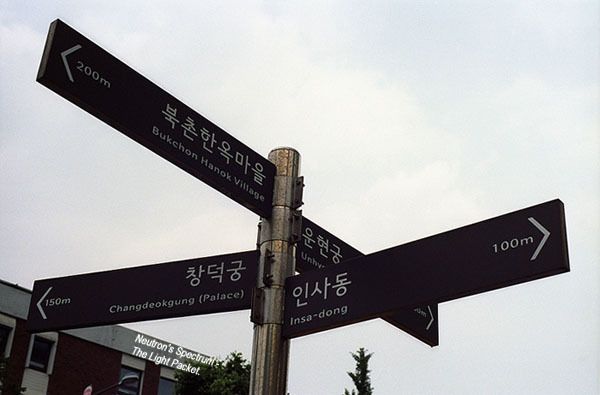 200m
북촌한옥마을
Bukchon Hanok Village
운현궁
창덕궁
150m
Changdeokgung (Palace)
인사동
100m
Insa-dong
Neutron's Spectrum
The Light Packet.